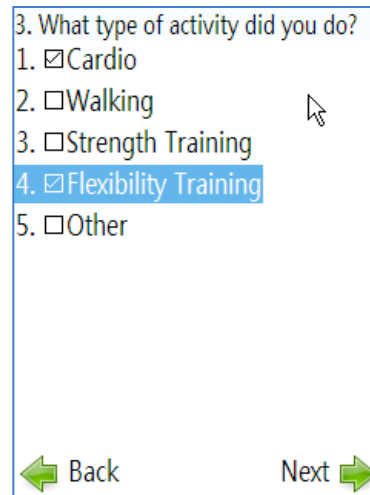 3. What type of activity did you do?
1. ☑Cardio
2. ☐Walking
3. ☐Strength Training
4. ☑Flexibility Training
5. ☐Other
Back Next